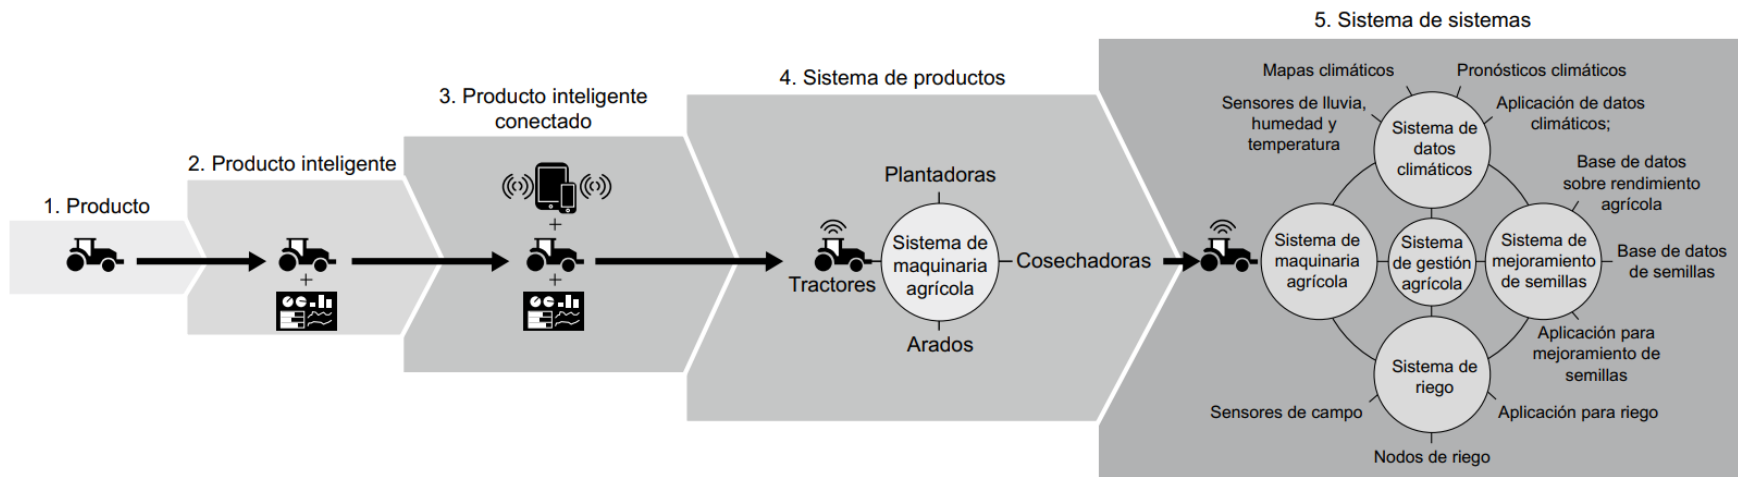 1. Producto
2. Producto inteligente
3. Producto inteligente
conectado
+
+
+
4. Sistema de productos
Plantadoras
Tractores
Sistema de
maquinaria
agrícola
Cosechadoras
Arados
5. Sistema de sistemas
Mapas climáticos
Pronósticos climáticos
Sensores de lluvia,
humedad y
temperatura
Sistema de
datos
climáticos
Aplicación de datos
climáticos;
Base de datos
sobre rendimiento
agrícola
Sistema de
maquinaria
agrícola
Sistema
de gestión
agrícola
Sistema de
mejoramiento
de semillas
Base de datos
de semillas
Aplicación para
mejoramiento de
semillas
Sistema de
riego
Sensores de campo
Aplicación para riego
Nodos de riego